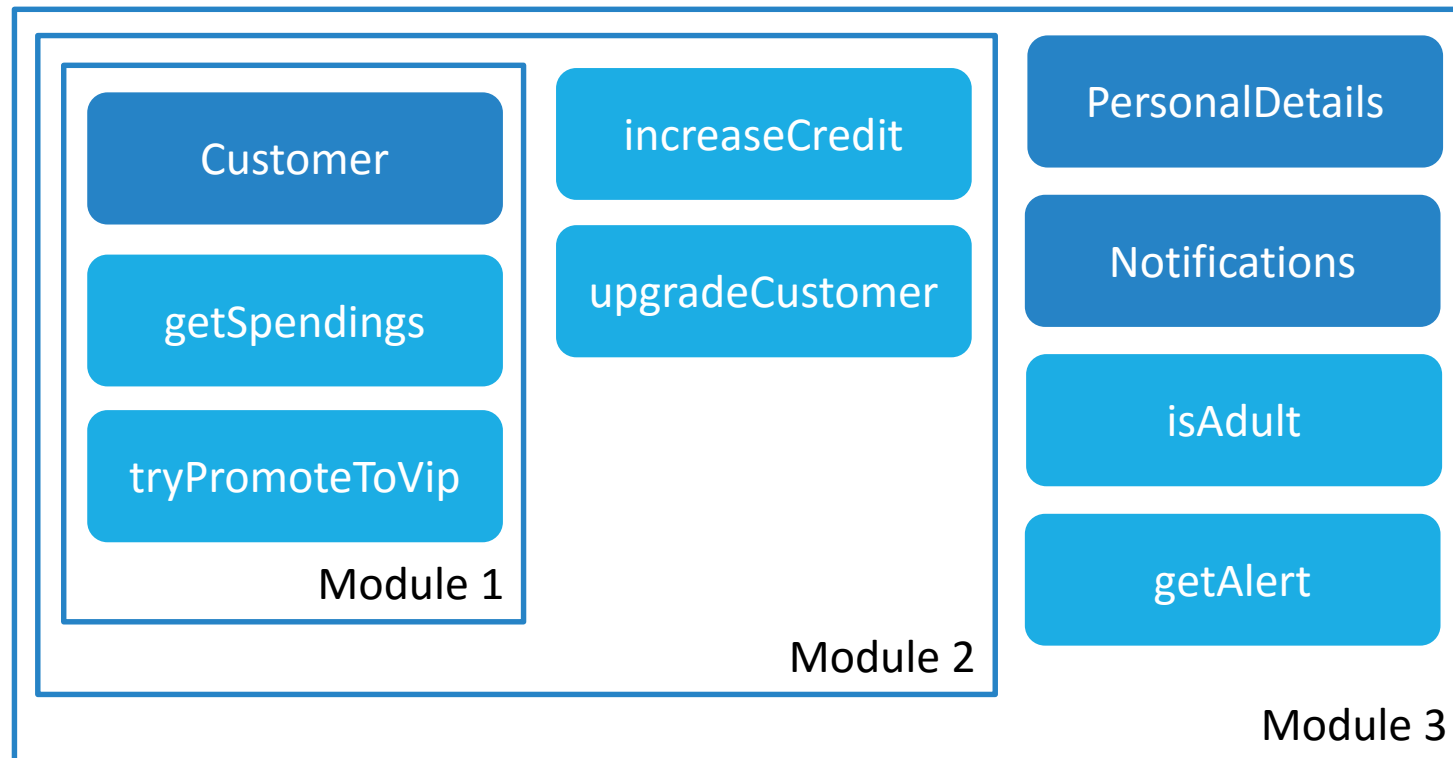 Customer
getSpendings
tryPromoteToVip
Module 1
increaseCredit
upgradeCustomer
Module 2
PersonalDetails
Notifications
isAdult
getAlert
Module 3